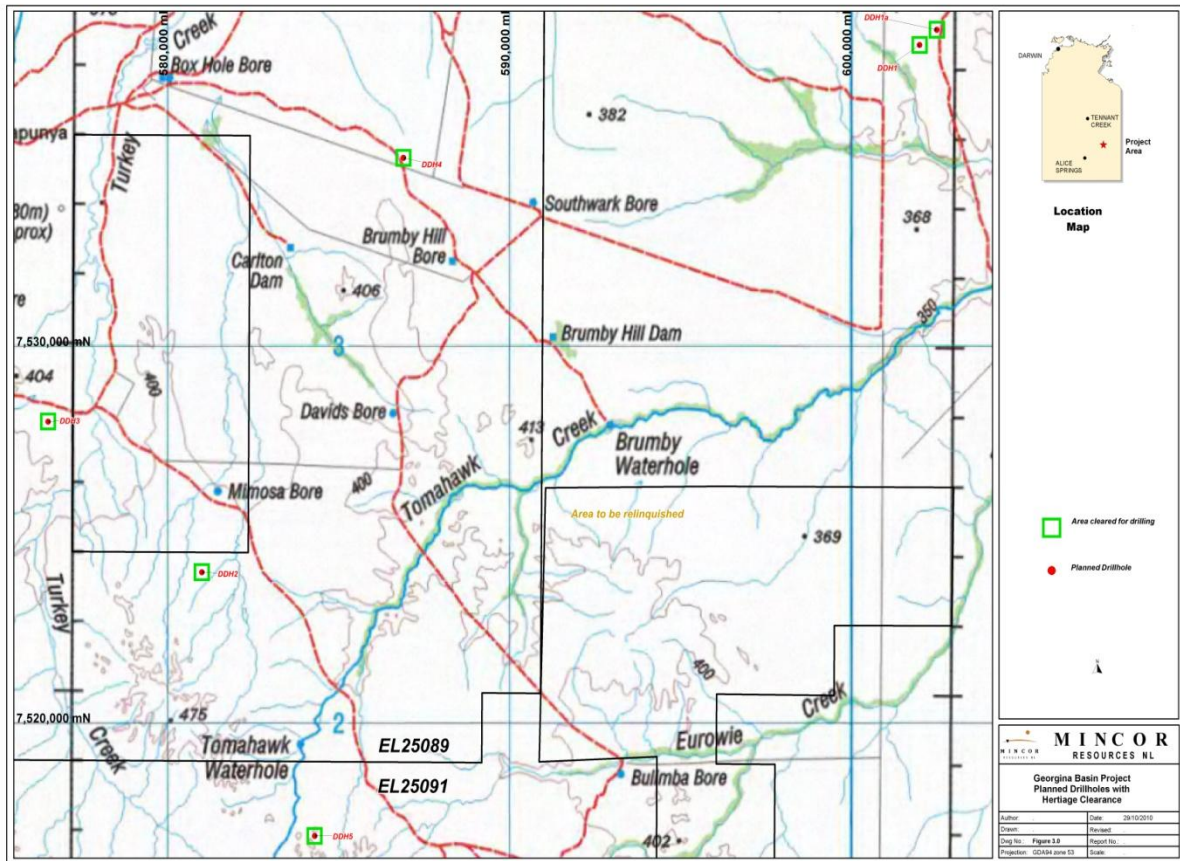 580,000 mE
590,000 mE
600,000 mE
Creek
Box Hole Bore
DDH1a
DDH1
382
apunya
Turkey
DDH4
80m)
prox)
Southwark Bore
368
Carlton
Dam
Brumby Hill
Bore
406
350
7,530,000 mN
3
Brumby Hill Dam
404
400
DDH3
Davids Bore
413
Creek
Brumby
Waterhole
Tomahawk
400
Mimosa Bore
Area to be relinquished
369
DDH2
Turkey
400
Creek
7,520,000 mN
475
2
Tomahawk
Waterhole
EL25089
Eurowie
Creek
EL25091
Bulimba Bore
DDH5
402
DARWIN
TENNANT
CREEK
Project
Area
ALICE
SPRINGS
Location
Map
Area cleared for drilling
Planned Drillhole
MINCOR
RESOURCES NL
Georgina Basin Project
Planned Drillholes with
Hertiage Clearance
Author: Date: 29/10/2010
Drawn: Revised
Dwg No.: Figure 3.0 Report No.:
Projection: GDA94 zone 53 Scale: